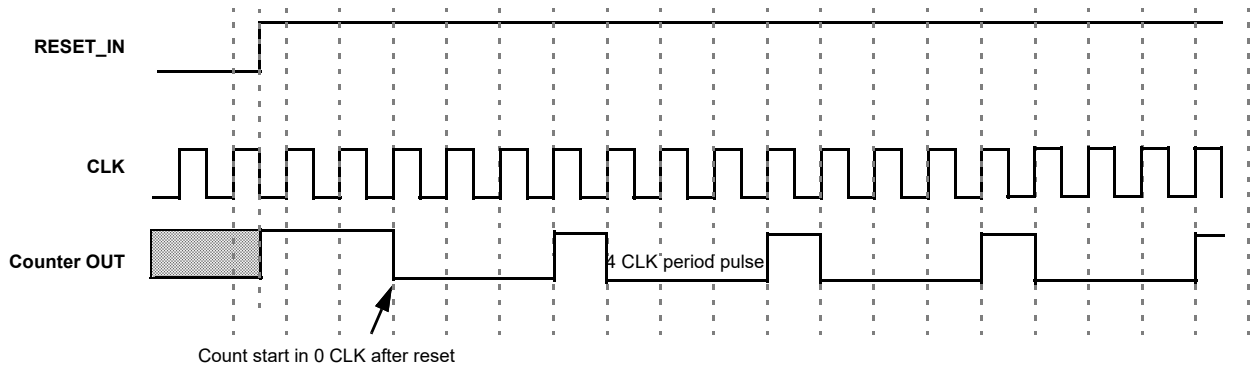 RESET_IN
CLK
Counter OUT
4 CLK period pulse
Count start in 0 CLK after reset